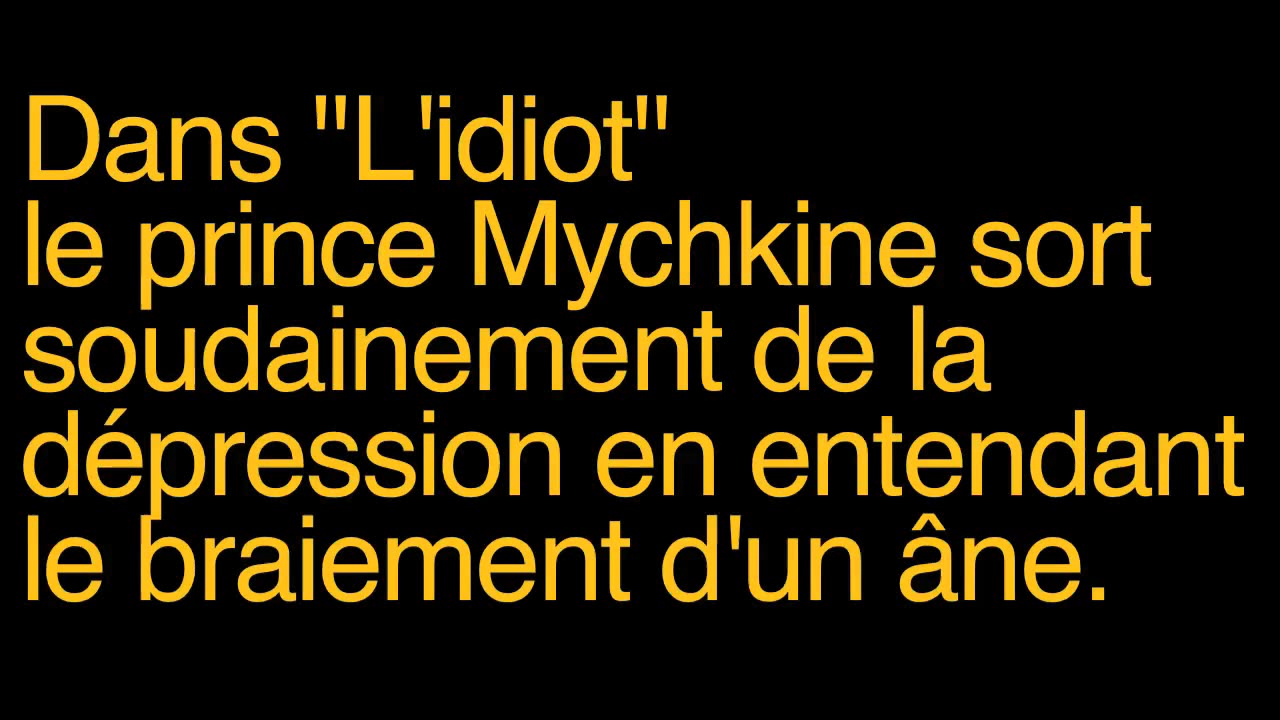 Dans "L'idiot"
le prince Mychkine sort
soudainement de la
dépression en entendant
le braiement d'un âne.